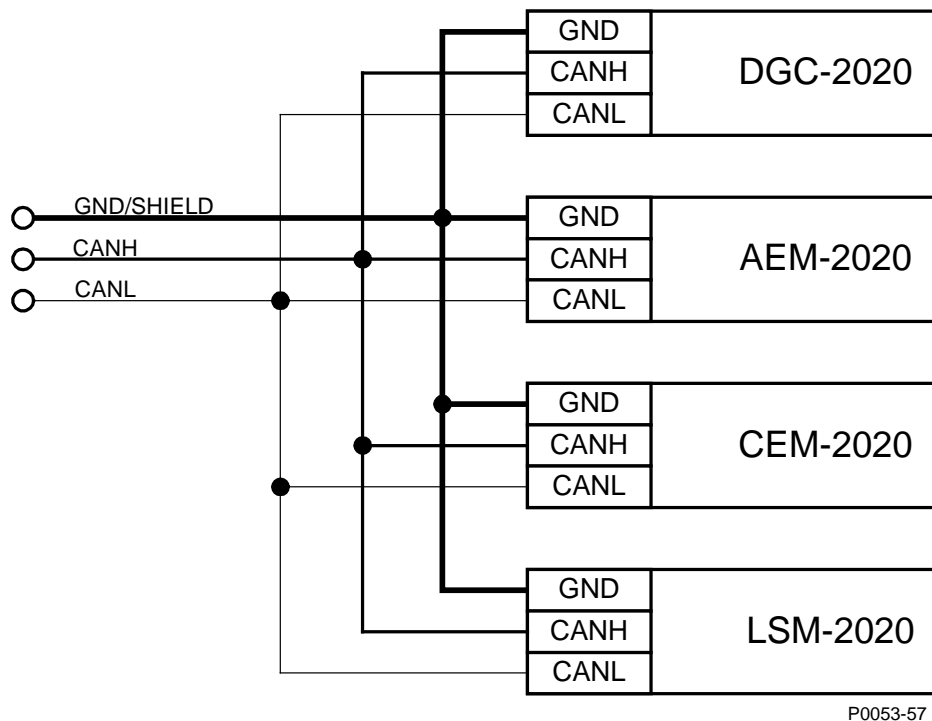 GND
CANH
CANL
DGC-2020
GND/SHIELD
CANH
CANL
GND
CANH
CANL
AEM-2020
GND
CANH
CANL
CEM-2020
GND
CANH
CANL
LSM-2020
P0053-57